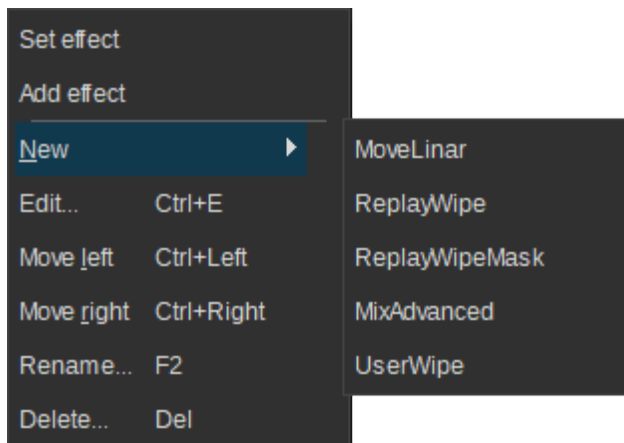 Set effect
Add effect
New
MoveLinar
Edit... Ctrl+E
ReplayWipe
Move left Ctrl+Left
ReplayWipeMask
Move right Ctrl+Right
MixAdvanced
Rename... F2
UserWipe
Delete... Del